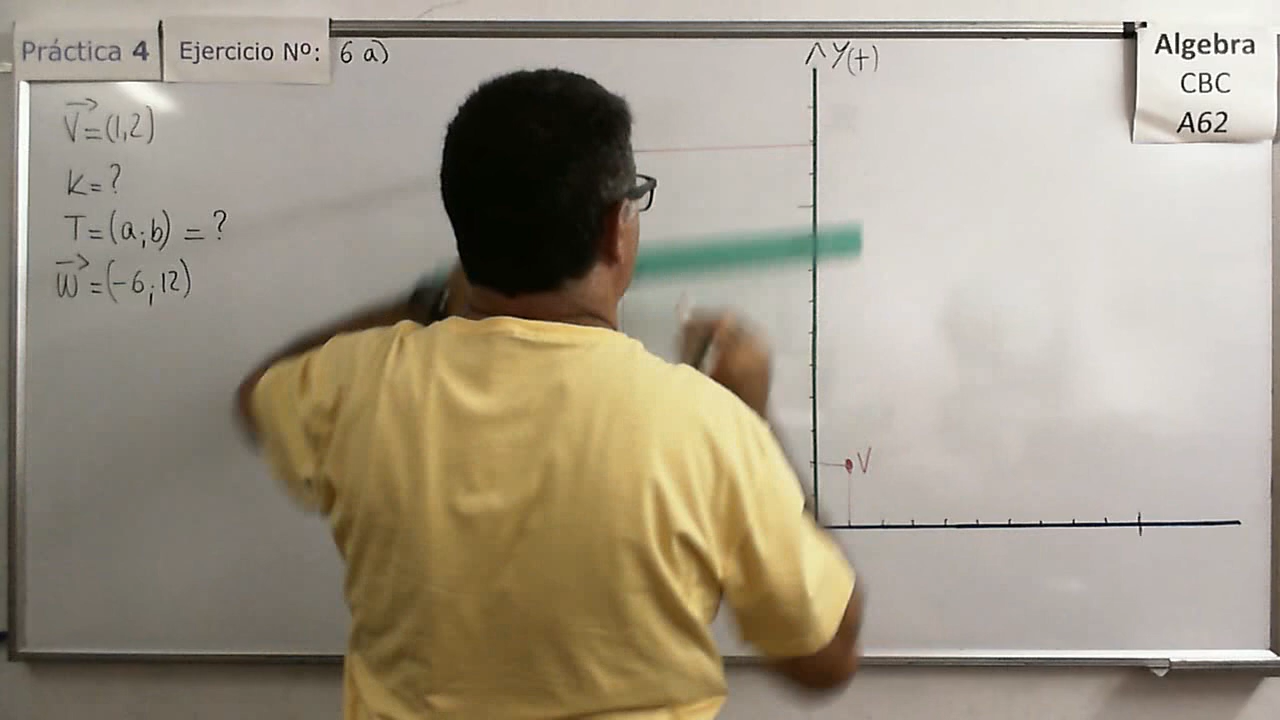 Práctica 4
Ejercicio Nº: 6 a)
V=(1,2)
K=?
T=(a;b)=?
W=(-6;12)
Y(+)
V
Algebra
CBC
A62